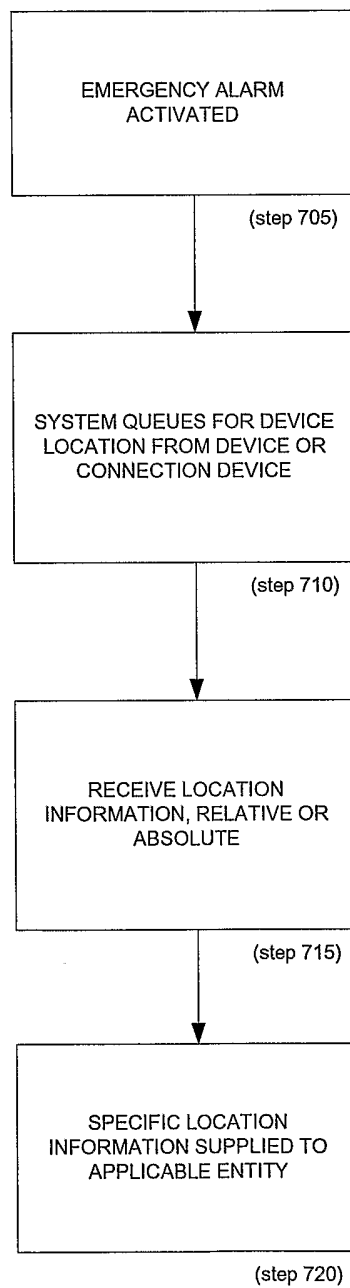 EMERGENCY ALARM
ACTIVATED
(step 705)
SYSTEM QUEUES FOR DEVICE
LOCATION FROM DEVICE OR
CONNECTION DEVICE
(step 710)
RECEIVE LOCATION
INFORMATION, RELATIVE OR
ABSOLUTE
(step 715)
SPECIFIC LOCATION
INFORMATION SUPPLIED TO
APPLICABLE ENTITY
(step 720)